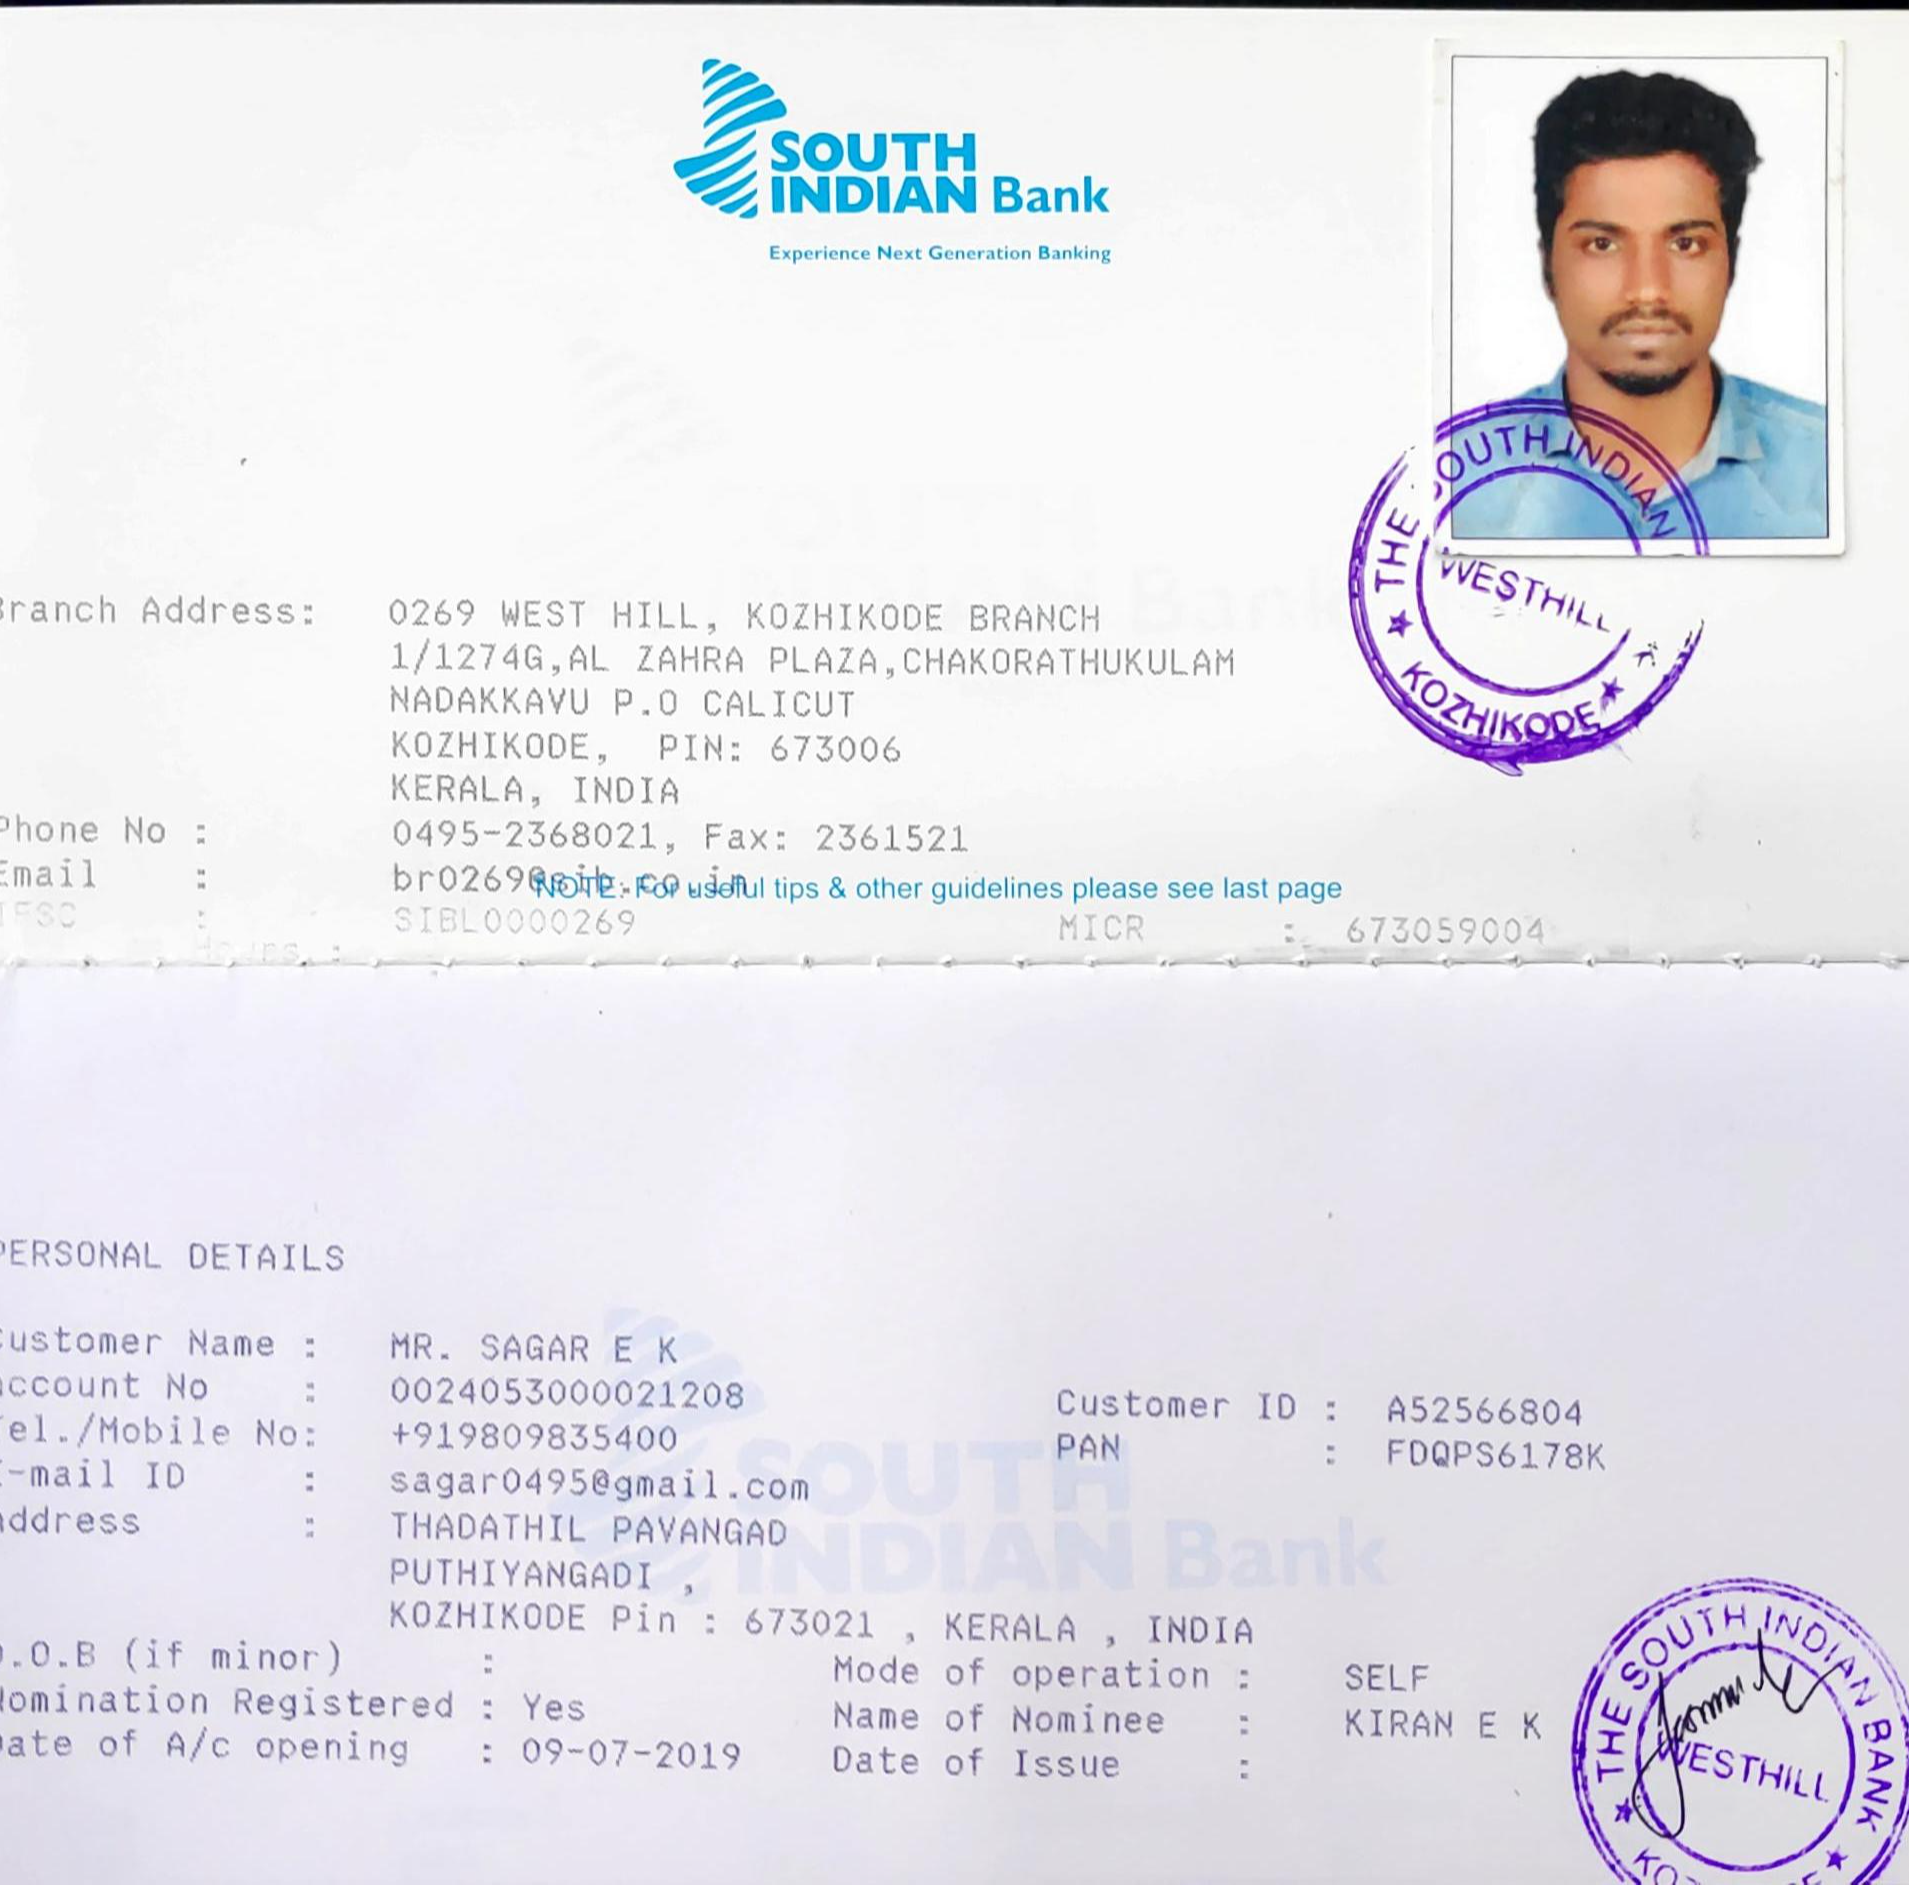 SOUTH
INDIAN Bank
Experience Next Generation Banking
THE SOUTH INDIAN
WESTHILL
KOZHIKODE
Branch Address: 0269 WEST HILL, KOZHIKODE BRANCH
1/1274G,AL ZAHRA PLAZA,CHAKORATHUKULAM
NADAKKAVU P.O CALICUT
KOZHIKODE, PIN: 673006
KERALA, INDIA
Phone No : 0495-2368021, Fax: 2361521
Email : br0269@sib.co.in
NOTE: For useful tips & other guidelines please see last page
IFSC : SIBL0000269 MICR : 673059004
Hours :
PERSONAL DETAILS
Customer Name : MR. SAGAR E K
Account No : 0024053000021208 Customer ID : A52566804
Tel./Mobile No: +919809835400 PAN : FDQPS6178K
E-mail ID : sagar0495@gmail.com
Address : THADATHIL PAVANGAD
PUTHIYANGADI ,
KOZHIKODE Pin : 673021 , KERALA , INDIA
D.O.B (if minor) : Mode of operation : SELF
Nomination Registered : Yes Name of Nominee : KIRAN E K
Date of A/c opening : 09-07-2019 Date of Issue :
SOUTH
INDIAN Bank
THE SOUTH INDIAN BANK
WESTHILL